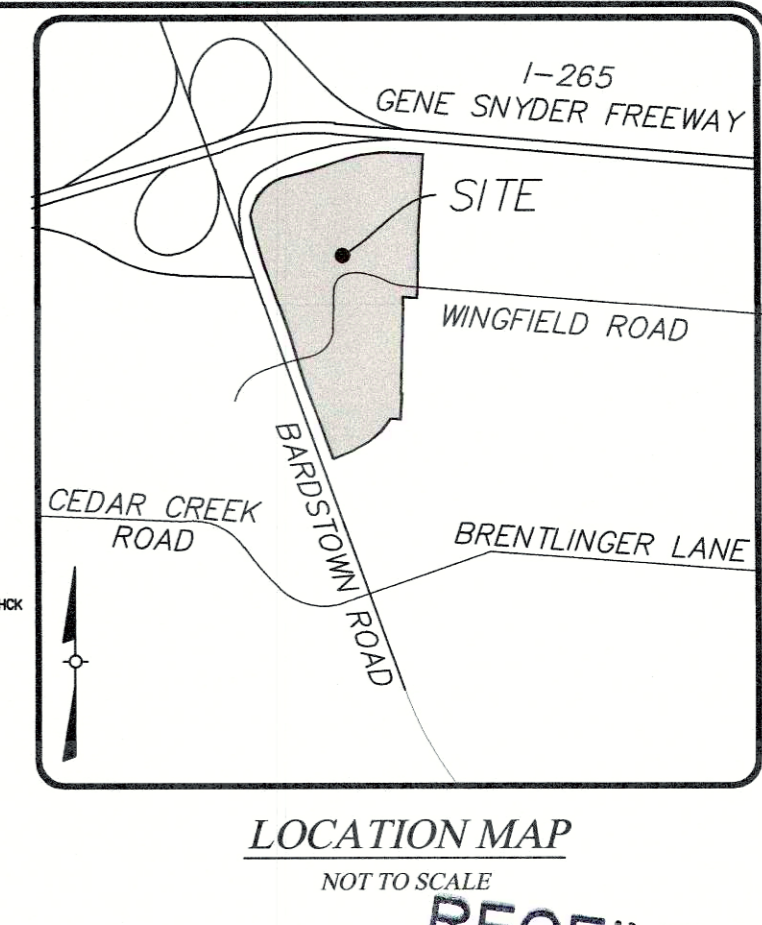 I-265
GENE SNYDER FREEWAY
SITE
WINGFIELD ROAD
BARDSTOWN ROAD
CEDAR CREEK
ROAD
BRENTLINGER LANE
HCK
LOCATION MAP
NOT TO SCALE